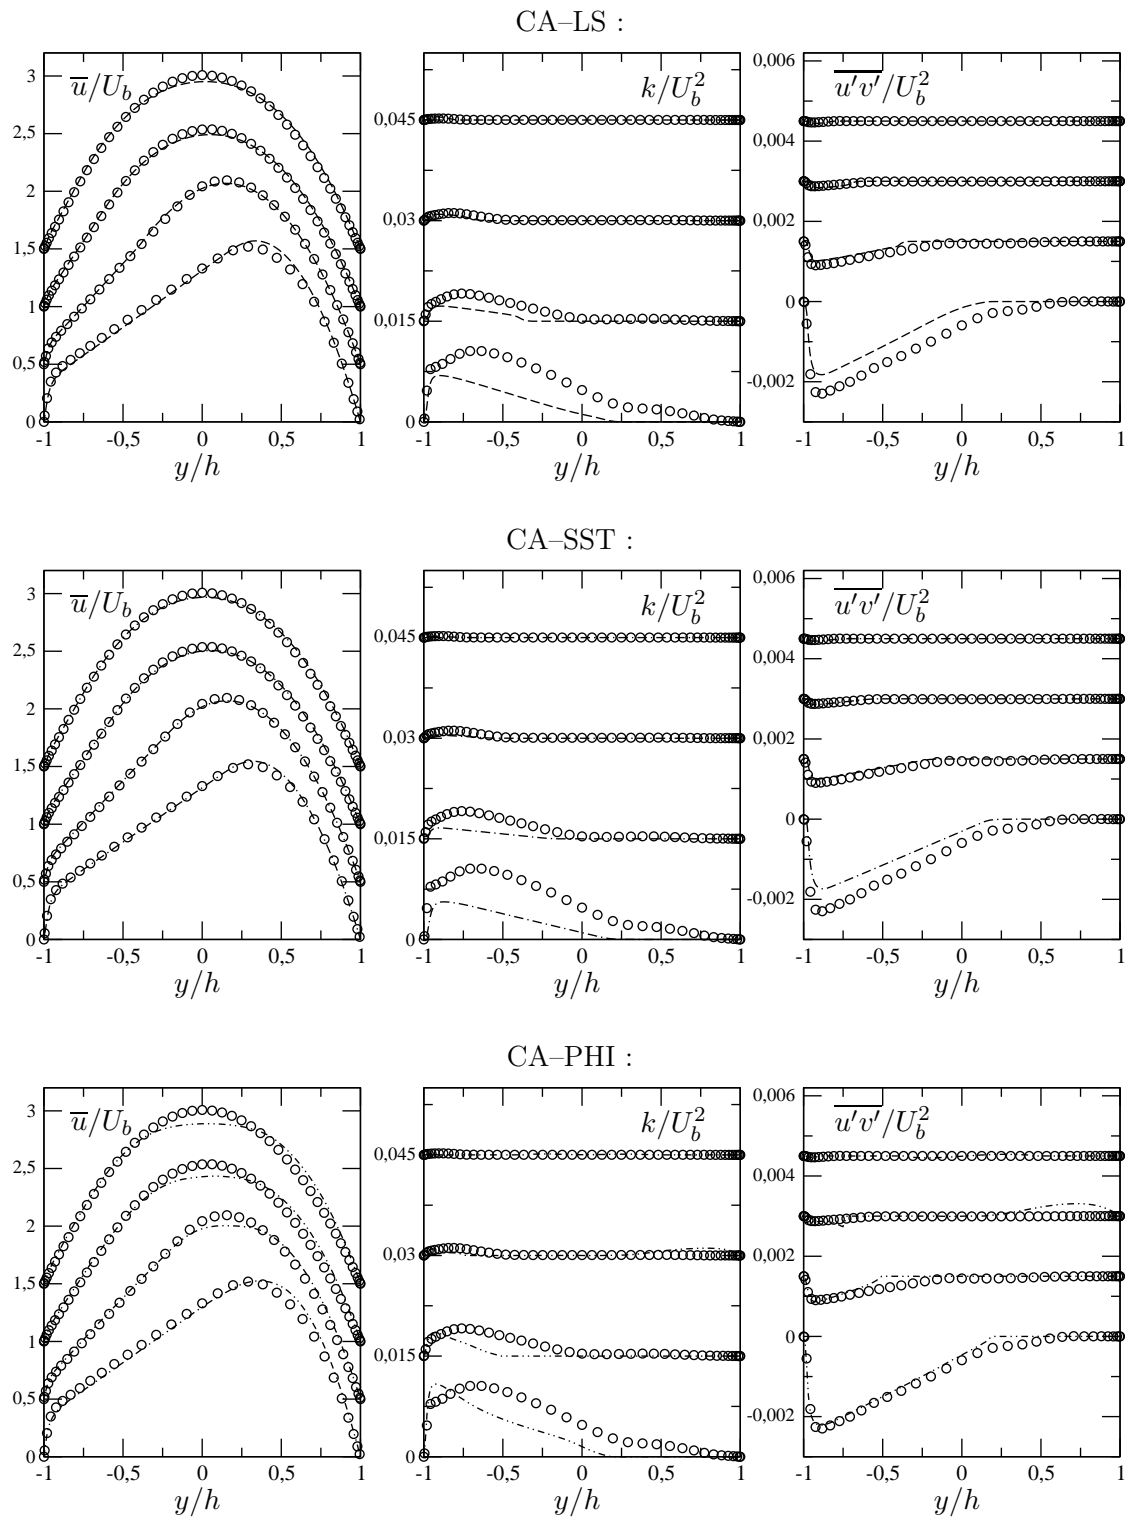 CA–LS :
u̅/U_b
k/U_b^2
u′v′/U_b^2
3
2,5
2
1,5
1
0,5
0
0,045
0,03
0,015
0
0,006
0,004
0,002
0
-0,002
-1 -0,5 0 0,5 1
-1 -0,5 0 0,5 1
-1 -0,5 0 0,5 1
y/h
y/h
y/h
CA–SST :
u̅/U_b
k/U_b^2
u′v′/U_b^2
3
2,5
2
1,5
1
0,5
0
0,045
0,03
0,015
0
0,006
0,004
0,002
0
-0,002
-1 -0,5 0 0,5 1
-1 -0,5 0 0,5 1
-1 -0,5 0 0,5 1
y/h
y/h
y/h
CA–PHI :
u̅/U_b
k/U_b^2
u′v′/U_b^2
3
2,5
2
1,5
1
0,5
0
0,045
0,03
0,015
0
0,006
0,004
0,002
0
-0,002
-1 -0,5 0 0,5 1
-1 -0,5 0 0,5 1
-1 -0,5 0 0,5 1
y/h
y/h
y/h